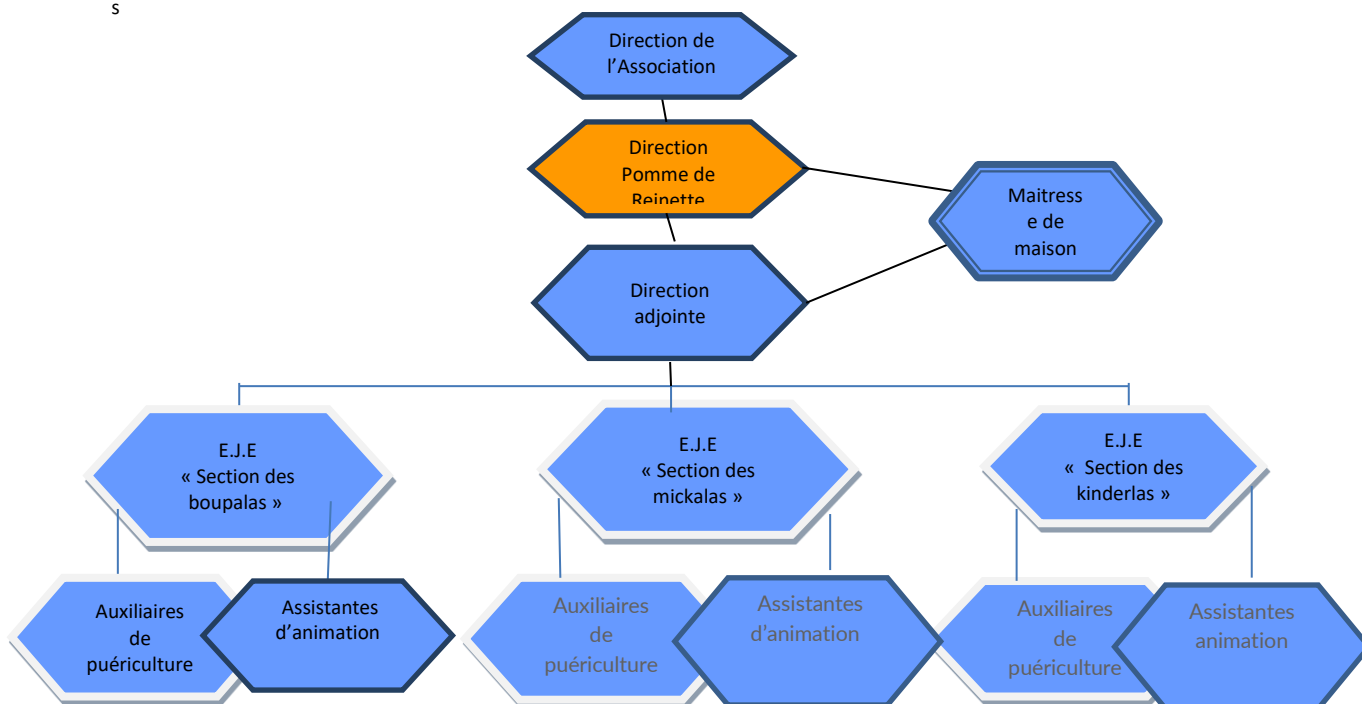 s
Direction de
l’Association
Direction
Pomme de
Reinette
Maitress
e de
maison
Direction
adjointe
E.J.E
« Section des
boupalas »
E.J.E
« Section des
mickalas »
E.J.E
« Section des
kinderlas »
Auxiliaires
de
puériculture
Assistantes
d’animation
Auxiliaires
de
puériculture
Assistantes
d’animation
Auxiliaires
de
puériculture
Assistantes
animation